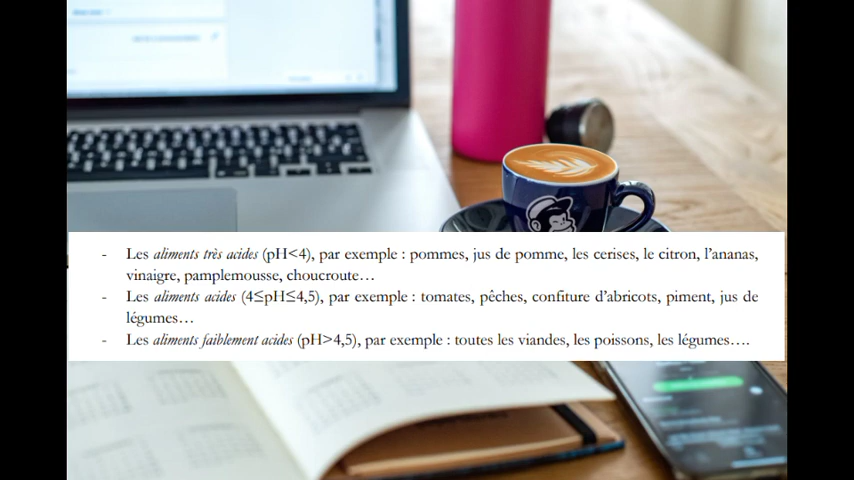 - Les aliments très acides (pH<4), par exemple : pommes, jus de pomme, les cerises, le citron, l’ananas,
vinaigre, pamplemousse, choucroute…
- Les aliments acides (4≤pH≤4,5), par exemple : tomates, pêches, confiture d’abricots, piment, jus de
légumes…
- Les aliments faiblement acides (pH>4,5), par exemple : toutes les viandes, les poissons, les légumes….